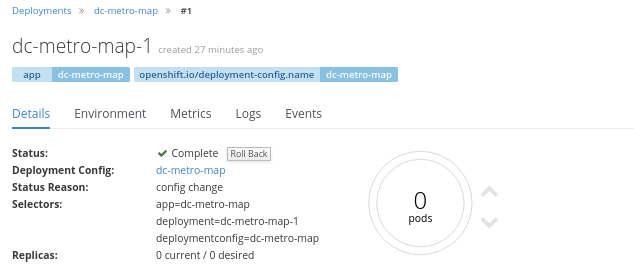 Deployments » dc-metro-map » #1
dc-metro-map-1 created 27 minutes ago
app dc-metro-map openshift.io/deployment-config.name dc-metro-map
Details Environment Metrics Logs Events
Status: Complete Roll Back
Deployment Config: dc-metro-map
Status Reason: config change
Selectors: app=dc-metro-map
deployment=dc-metro-map-1
deploymentconfig=dc-metro-map
Replicas: 0 current / 0 desired
0
pods